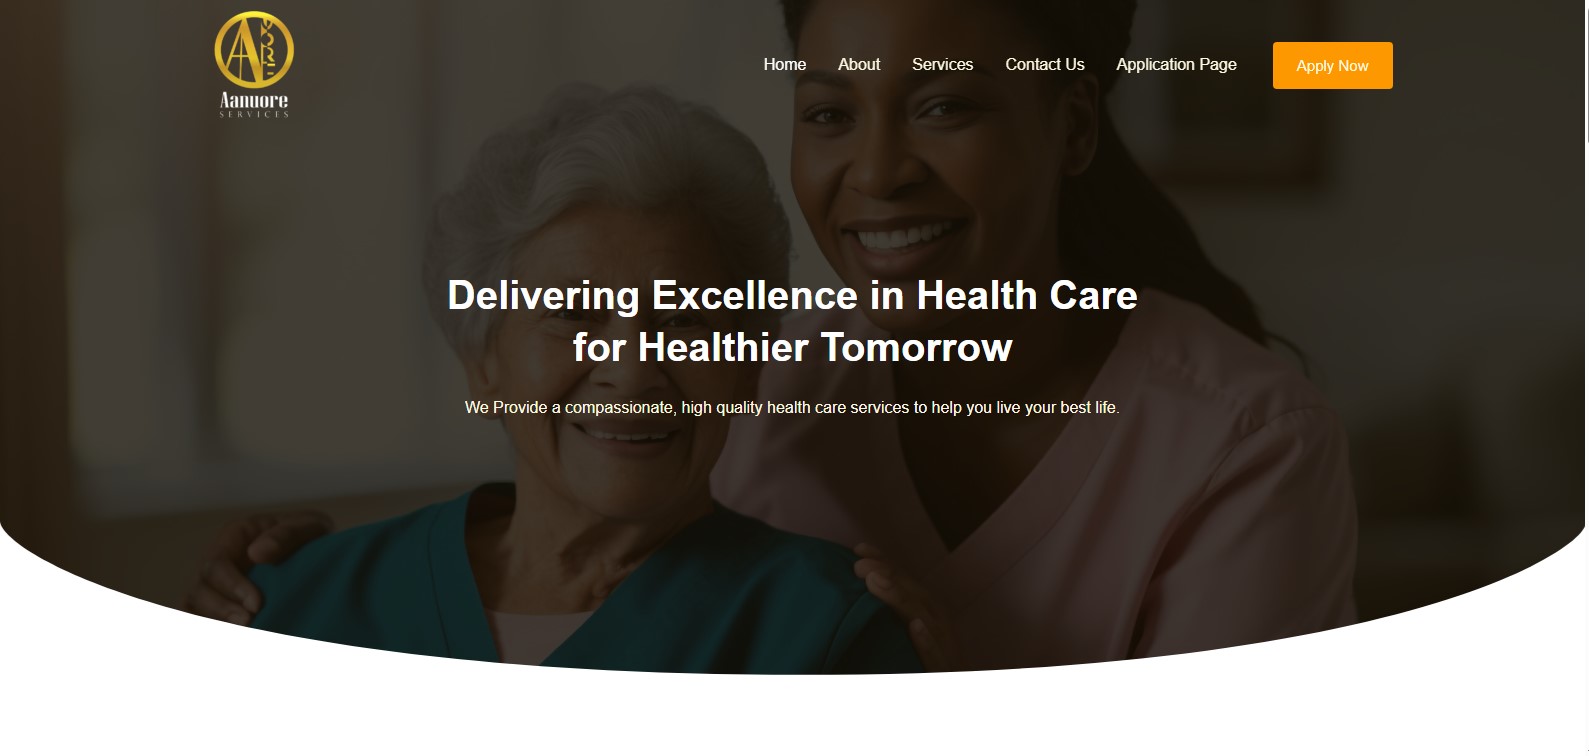 Aanuore
SERVICES
Home About Services Contact Us Application Page Apply Now
Delivering Excellence in Health Care
for Healthier Tomorrow
We Provide a compassionate, high quality health care services to help you live your best life.